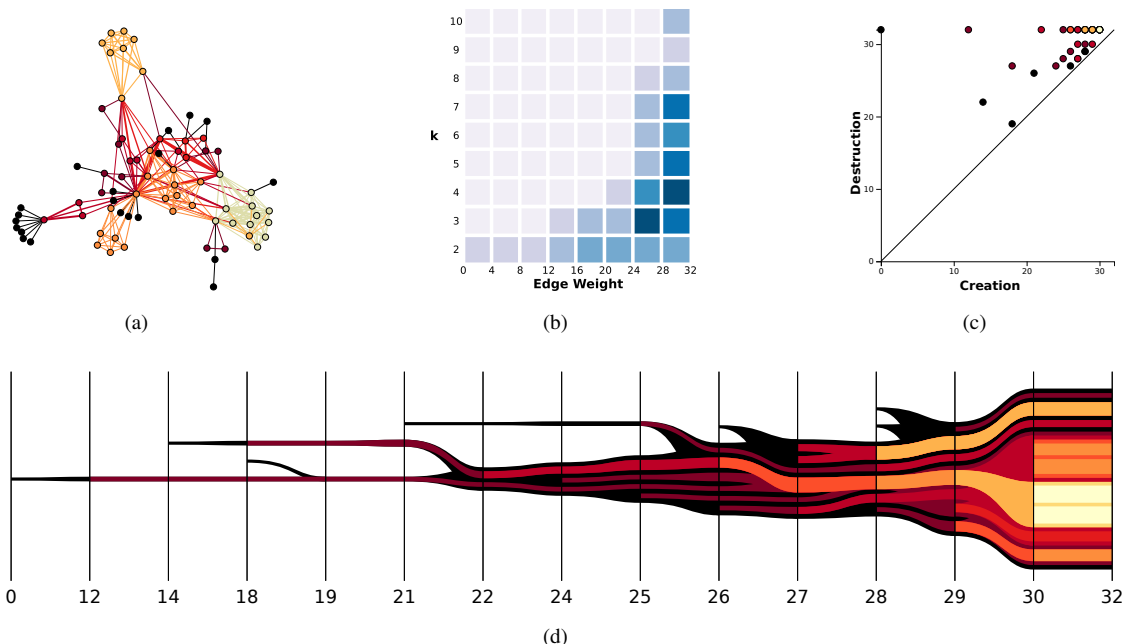 10
9
8
7
k
6
5
4
3
2
0 4 8 12 16 20 24 28 32
Edge Weight
30
20
10
0
Destruction
0 10 20 30
Creation
(a)
(b)
(c)
0 12 14 18 19 21 22 24 25 26 27 28 29 30 32
(d)